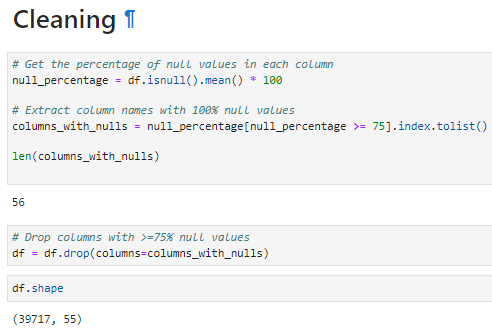 Cleaning ¶
# Get the percentage of null values in each column
null_percentage = df.isnull().mean() * 100
# Extract column names with 100% null values
columns_with_nulls = null_percentage[null_percentage >= 75].index.tolist()
len(columns_with_nulls)
56
# Drop columns with >=75% null values
df = df.drop(columns=columns_with_nulls)
df.shape
(39717, 55)